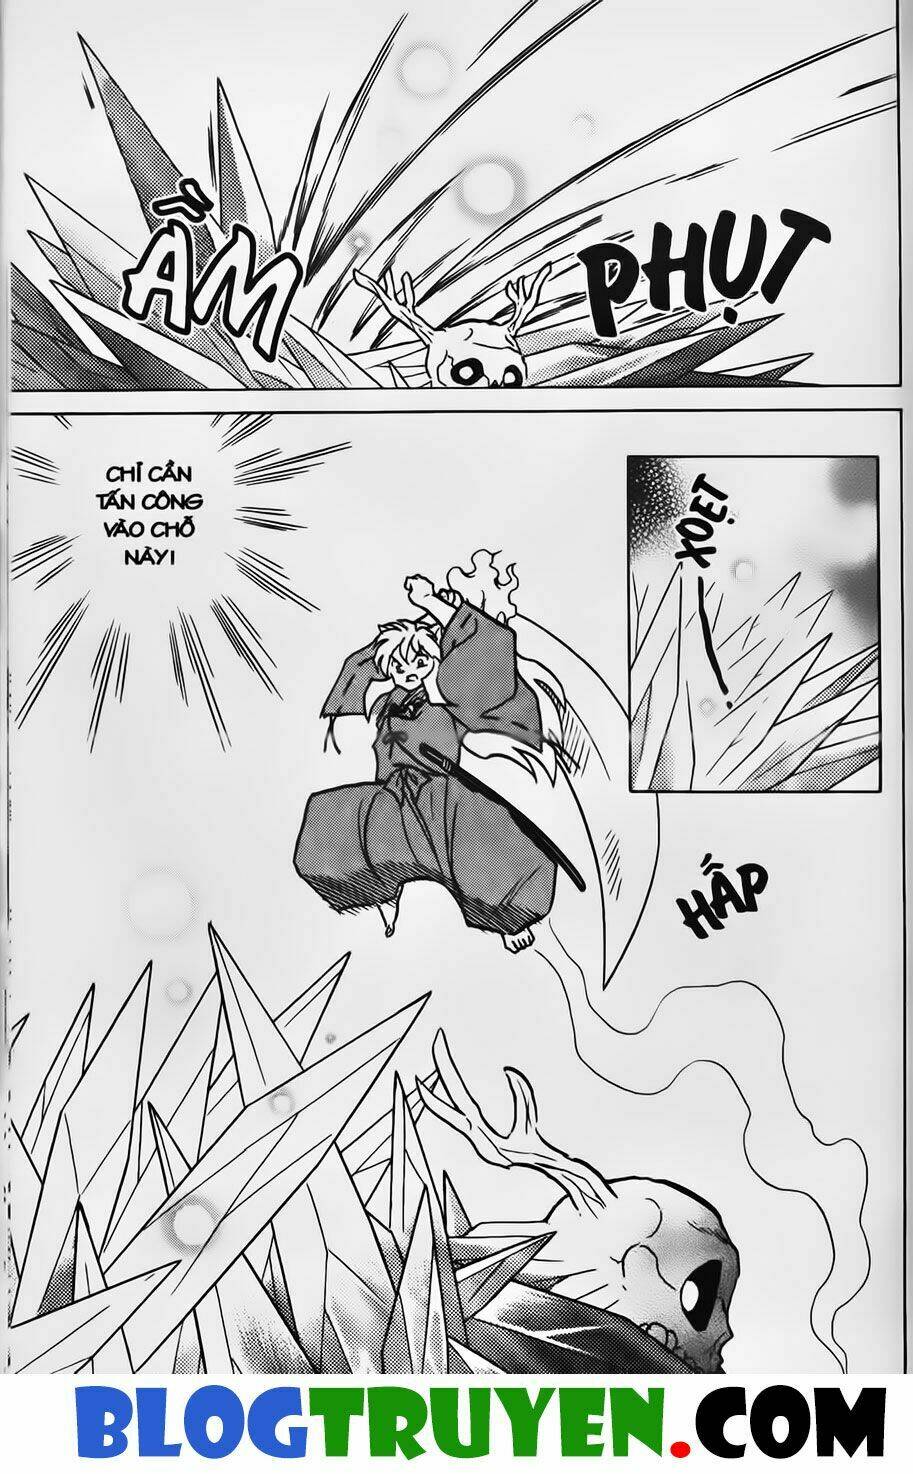 ẦM
PHỤT
CHỈ CẦN
TẤN CÔNG
VÀO CHỖ
NÀY!
XOẸT
HẤP
BLOGTRUYEN.COM